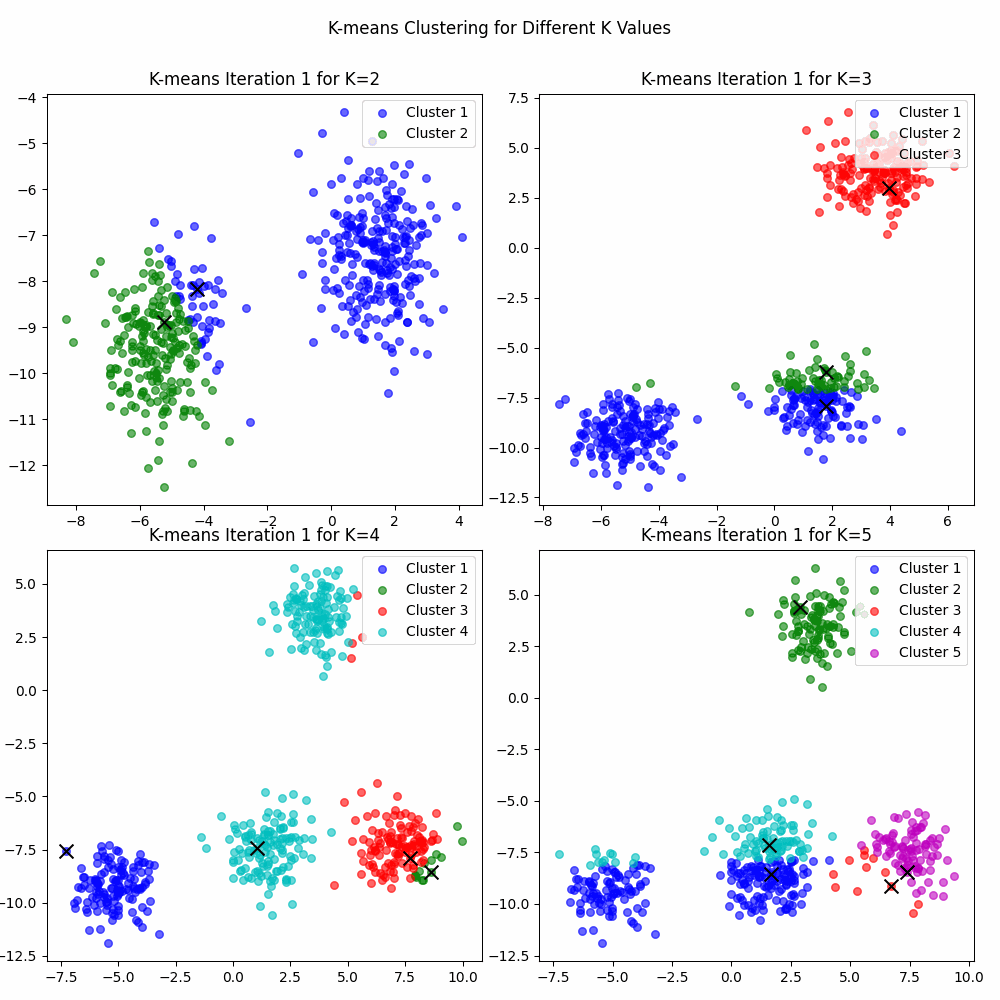 K-means Clustering for Different K Values
K-means Iteration 1 for K=2
−4
−5
−6
−7
−8
−9
−10
−11
−12
−8 −6 −4 −2 0 2 4
Cluster 1
Cluster 2
K-means Iteration 1 for K=3
7.5
5.0
2.5
0.0
−2.5
−5.0
−7.5
−10.0
−12.5
−8 −6 −4 −2 0 2 4 6
Cluster 1
Cluster 2
Cluster 3
K-means Iteration 1 for K=4
5.0
2.5
0.0
−2.5
−5.0
−7.5
−10.0
−12.5
−7.5 −5.0 −2.5 0.0 2.5 5.0 7.5 10.0
Cluster 1
Cluster 2
Cluster 3
Cluster 4
K-means Iteration 1 for K=5
5.0
2.5
0.0
−2.5
−5.0
−7.5
−10.0
−12.5
−7.5 −5.0 −2.5 0.0 2.5 5.0 7.5 10.0
Cluster 1
Cluster 2
Cluster 3
Cluster 4
Cluster 5